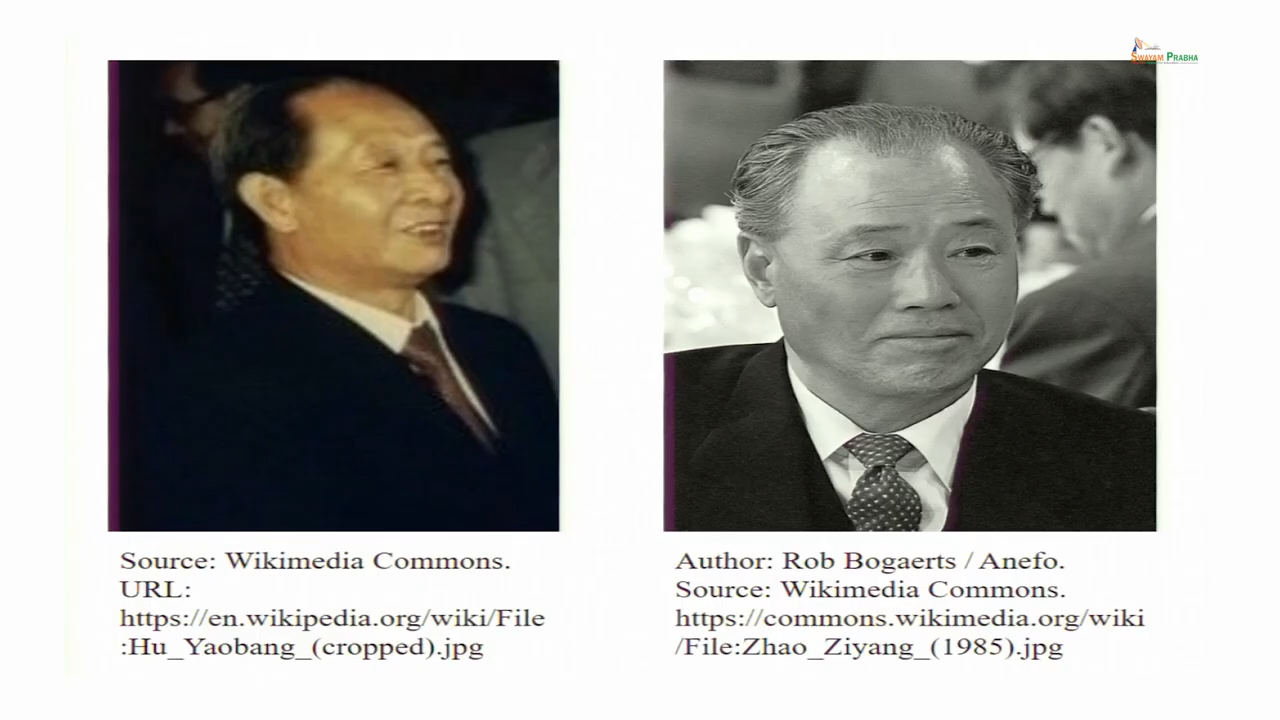 SWAYAM PRABHA
Source: Wikimedia Commons.
URL:
https://en.wikipedia.org/wiki/File
:Hu_Yaobang_(cropped).jpg
Author: Rob Bogaerts / Anefo.
Source: Wikimedia Commons.
https://commons.wikimedia.org/wiki
/File:Zhao_Ziyang_(1985).jpg